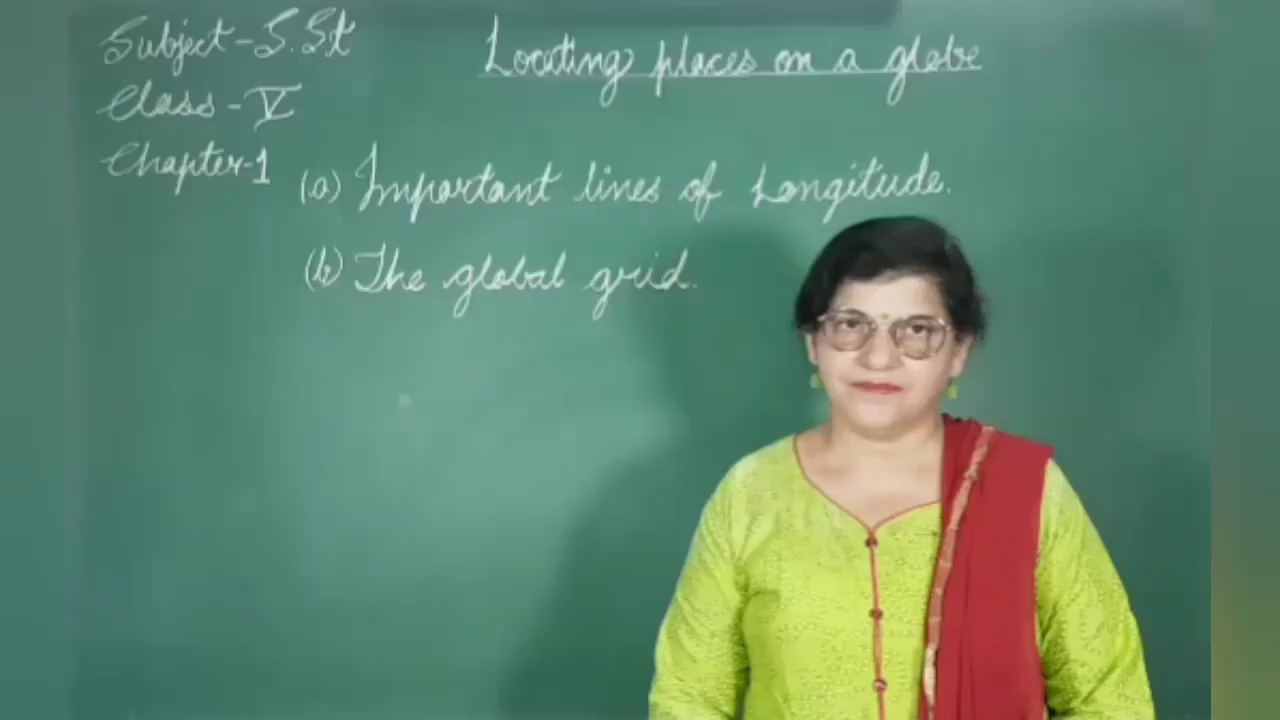 Subject-S.St
Locating places on a globe
Class-V
Chapter-1
(a) Important lines of Longitude.
(b) The global grid.